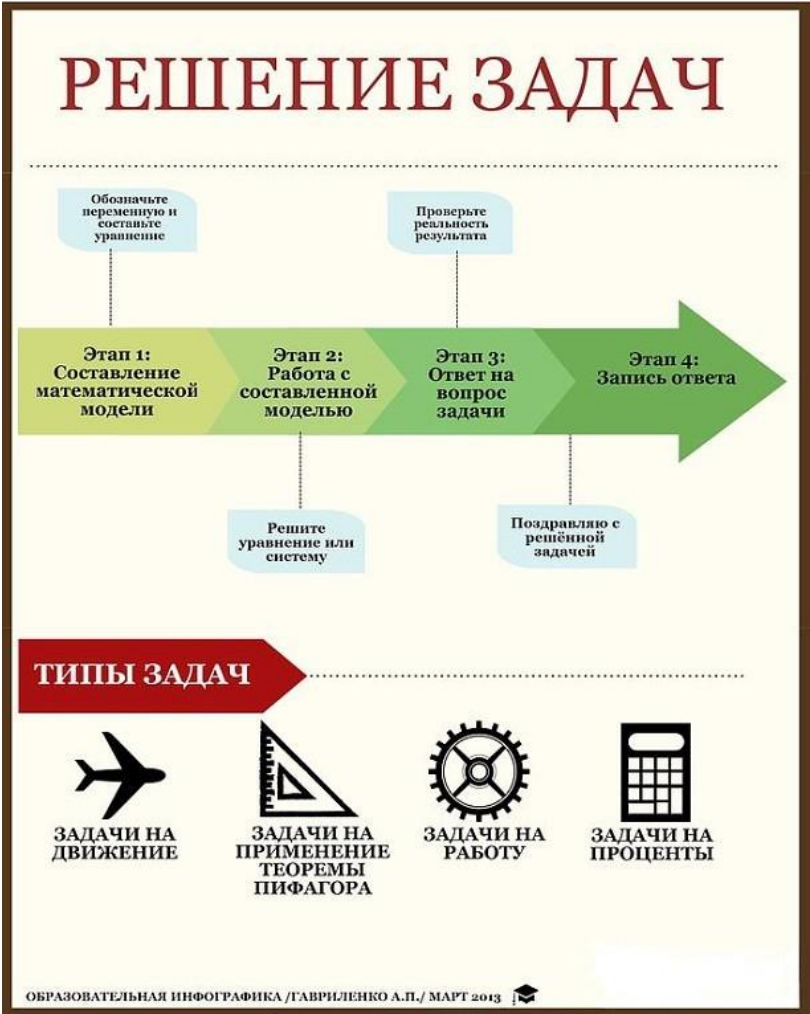 РЕШЕНИЕ ЗАДАЧ
Обозначьте
переменную и
составьте
уравнение
Проверьте
реальность
результата
Этап 1:
Составление
математической
модели
Этап 2:
Работа с
составленной
моделью
Этап 3:
Ответ на
вопрос
задачи
Этап 4:
Запись ответа
Решите
уравнение или
систему
Поздравляю с
решённой
задачей
ТИПЫ ЗАДАЧ
ЗАДАЧИ НА
ДВИЖЕНИЕ
ЗАДАЧИ НА
ПРИМЕНЕНИЕ
ТЕОРЕМЫ
ПИФАГОРА
ЗАДАЧИ НА
РАБОТУ
ЗАДАЧИ НА
ПРОЦЕНТЫ
ОБРАЗОВАТЕЛЬНАЯ ИНФОГРАФИКА /ГАВРИЛЕНКО А.П./ МАРТ 2013